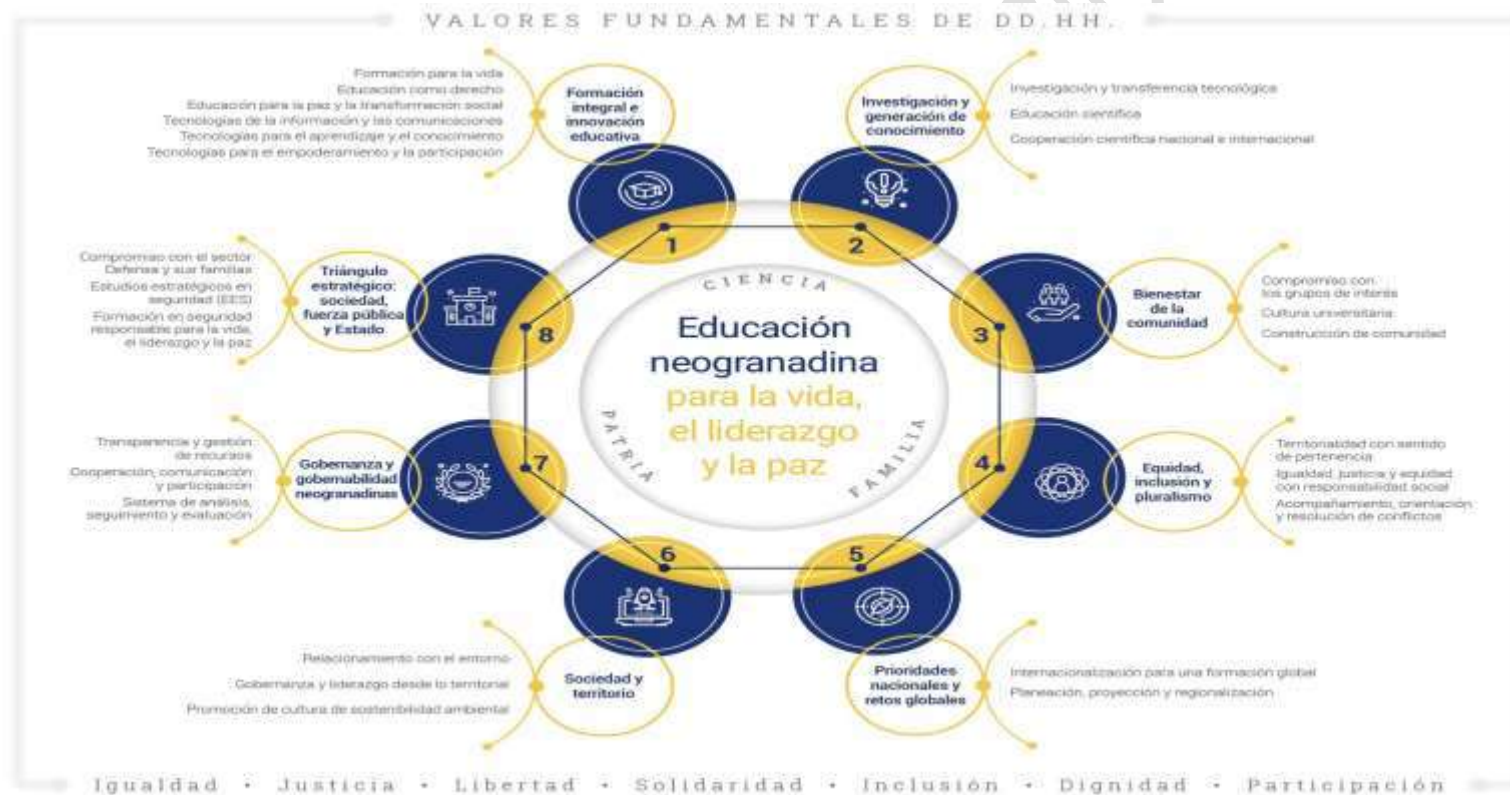 VALORES FUNDAMENTALES DE DD.HH.
Formación para la vida
Educación como derecho
Educación para la paz y la transformación social
Tecnologías de la información y las comunicaciones
Tecnologías para el aprendizaje y el conocimiento
Tecnologías para el empoderamiento y la participación
Formación
integral e
innovación
educativa
1
Investigación y
generación de
conocimiento
Investigación y transferencia tecnológica
Educación científica
Cooperación científica nacional e internacional
2
Bienestar
de la
comunidad
Compromiso con
los grupos de interés
Cultura universitaria
Construcción de comunidad
3
Equidad,
inclusión y
pluralismo
Territorialidad con sentido
de pertenencia
Igualdad, justicia y equidad
con responsabilidad social
Acompañamiento, orientación
y resolución de conflictos
4
Prioridades
nacionales y
retos globales
Internacionalización para una formación global
Planeación, proyección y regionalización
5
Relacionamiento con el entorno
Gobernanza y liderazgo desde lo territorial
Promoción de cultura de sostenibilidad ambiental
Sociedad y
territorio
6
Transparencia y gestión
de recursos
Cooperación, comunicación
y participación
Sistema de análisis,
seguimiento y evaluación
Gobernanza y
gobernabilidad
neogranadinas
7
Compromiso con el sector
Defensa y sus familias
Estudios estratégicos en
seguridad (EES)
Formación en seguridad
responsable para la vida,
el liderazgo y la paz
Triángulo
estratégico:
sociedad,
fuerza pública
y Estado
8
CIENCIA
PATRIA
FAMILIA
Educación
neogranadina
para la vida,
el liderazgo
y la paz
Igualdad • Justicia • Libertad • Solidaridad • Inclusión • Dignidad • Participación